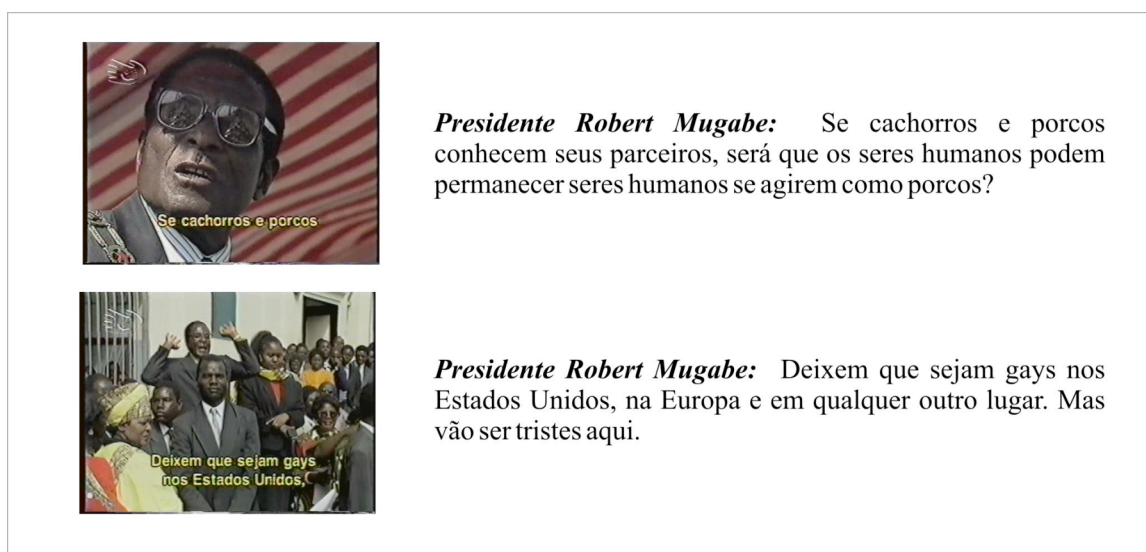 Se cachorros e porcos
Presidente Robert Mugabe: Se cachorros e porcos
conhecem seus parceiros, será que os seres humanos podem
permanecer seres humanos se agirem como porcos?
Deixem que sejam gays
nos Estados Unidos,
Presidente Robert Mugabe: Deixem que sejam gays nos
Estados Unidos, na Europa e em qualquer outro lugar. Mas
vão ser tristes aqui.